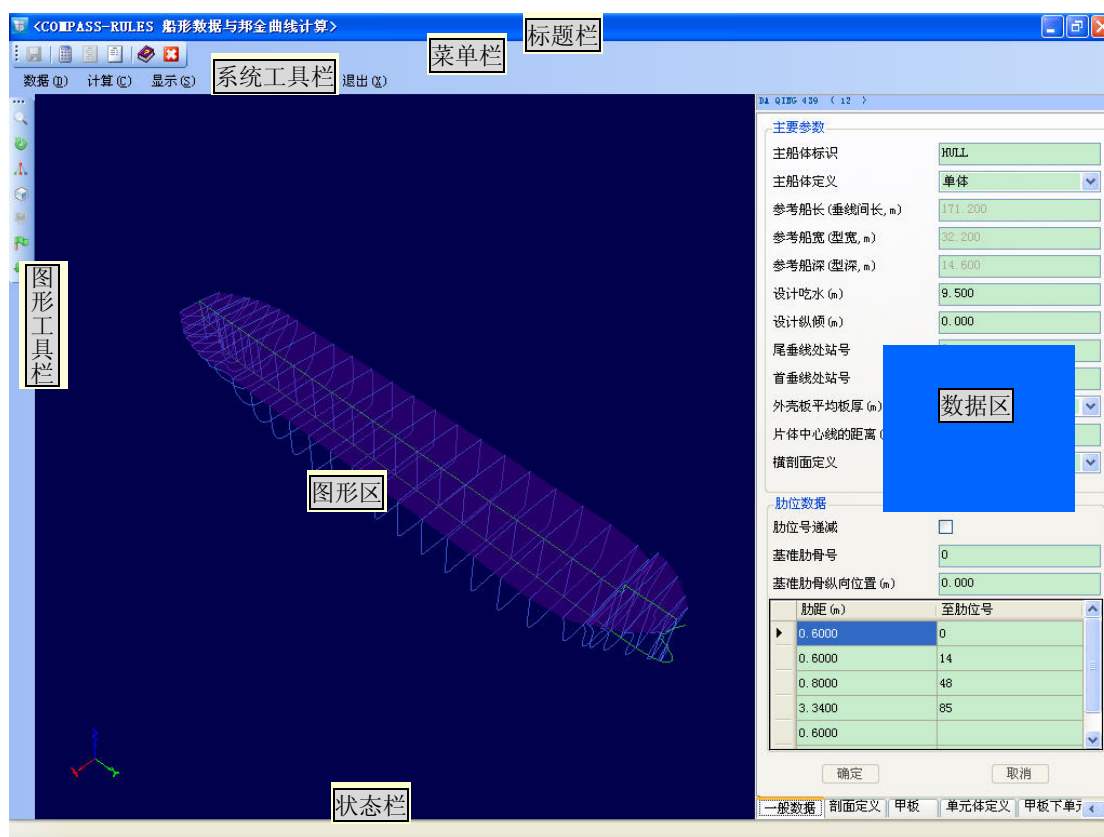 <COMPASS-RULES 船形数据与邦金曲线计算>
标题栏
菜单栏
数据(D) 计算(C) 显示(S) 系统工具栏 退出(X)
DA QING 439 ( 12 )
主要参数
主船体标识 HULL
主船体定义 单体
参考船长(垂线间长,m) 171.200
参考船宽(型宽,m) 32.200
参考船深(型深,m) 14.600
设计吃水(m) 9.500
设计纵倾(m) 0.000
尾垂线处站号
首垂线处站号
外壳板平均板厚(m)
数据区
片体中心线的距离(
横剖面定义
图形工具栏
图形区
肋位数据
肋位号递减
基准肋骨号 0
基准肋骨纵向位置(m) 0.000
肋距(m) 至肋位号
0.6000 0
0.6000 14
0.8000 48
3.3400 85
0.6000
Z
X Y
确定 取消
状态栏
一般数据 剖面定义 甲板 单元体定义 甲板下单元